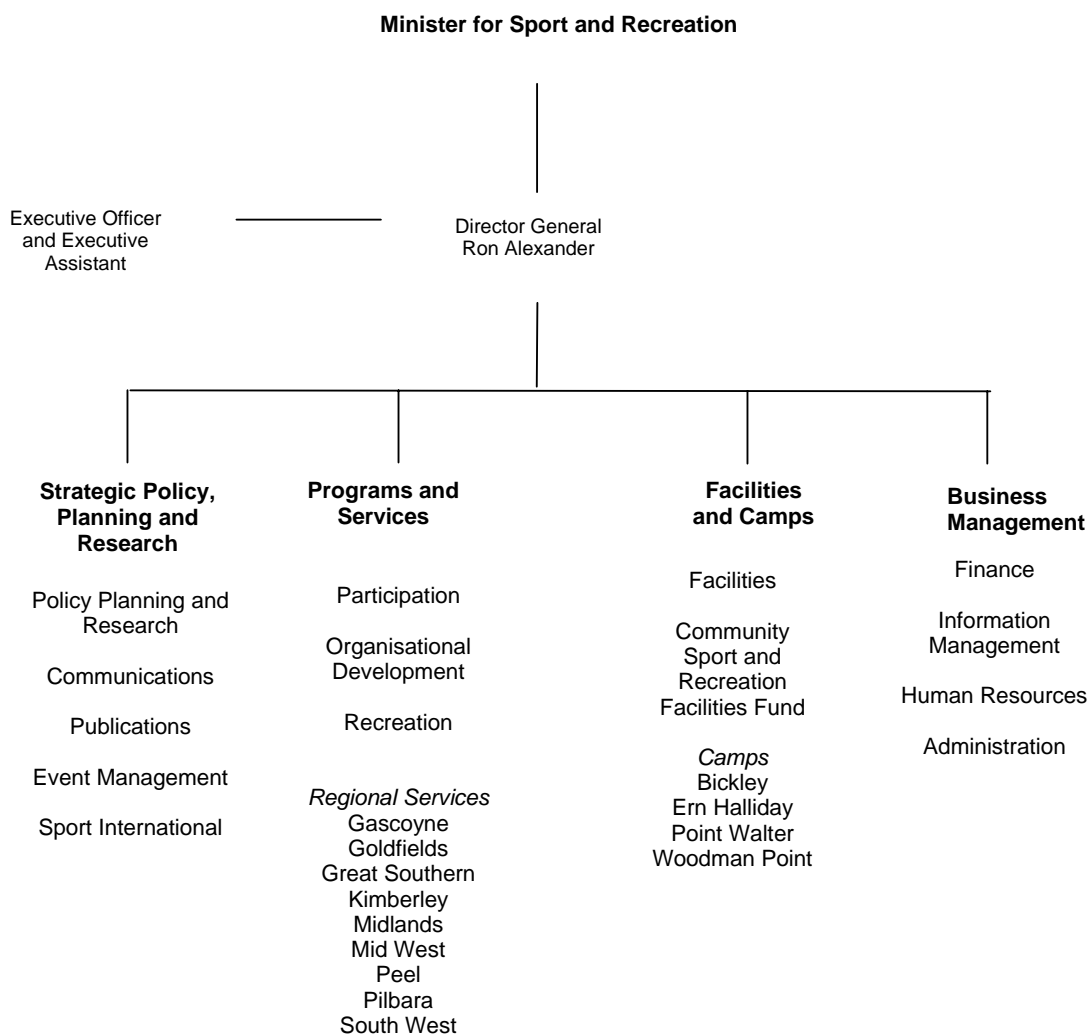 Minister for Sport and Recreation
Executive Officer
and Executive
Assistant
Director General
Ron Alexander
Strategic Policy,
Planning and
Research
Policy Planning and
Research
Communications
Publications
Event Management
Sport International
Programs and
Services
Participation
Organisational
Development
Recreation
Regional Services
Gascoyne
Goldfields
Great Southern
Kimberley
Midlands
Mid West
Peel
Pilbara
South West
Facilities
and Camps
Facilities
Community
Sport and
Recreation
Facilities Fund
Camps
Bickley
Ern Halliday
Point Walter
Woodman Point
Business
Management
Finance
Information
Management
Human Resources
Administration